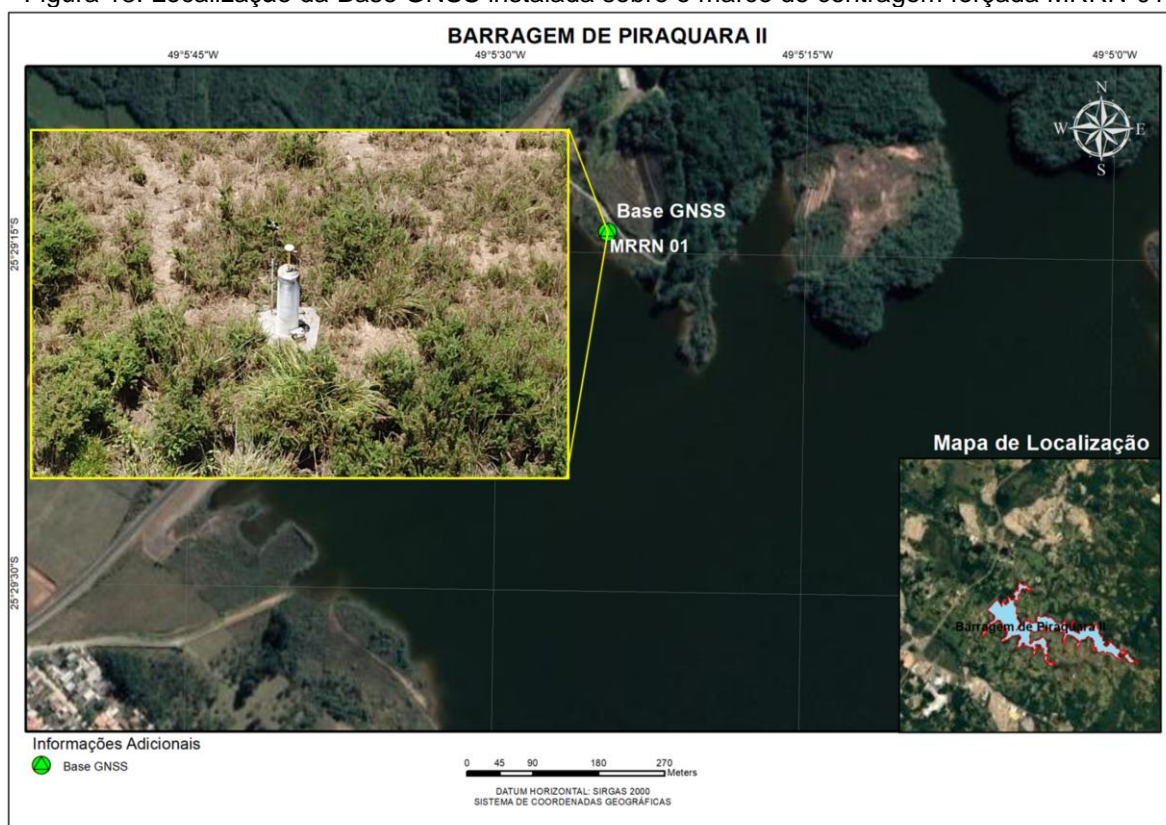 Figura 15: Localização da Base GNSS instalada sobre o marco de centragem forçada MRRN 01
BARRAGEM DE PIRAQUARA II
49°5'45"W 49°5'30"W 49°5'15"W 49°5'0"W
N
W E
S
25°29'15"S
Base GNSS
MRRN 01
Mapa de Localização
25°29'30"S
Barragem de Piraquara II
Informações Adicionais
Base GNSS
0 45 90 180 270
Meters
DATUM HORIZONTAL: SIRGAS 2000
SISTEMA DE COORDENADAS GEOGRÁFICAS